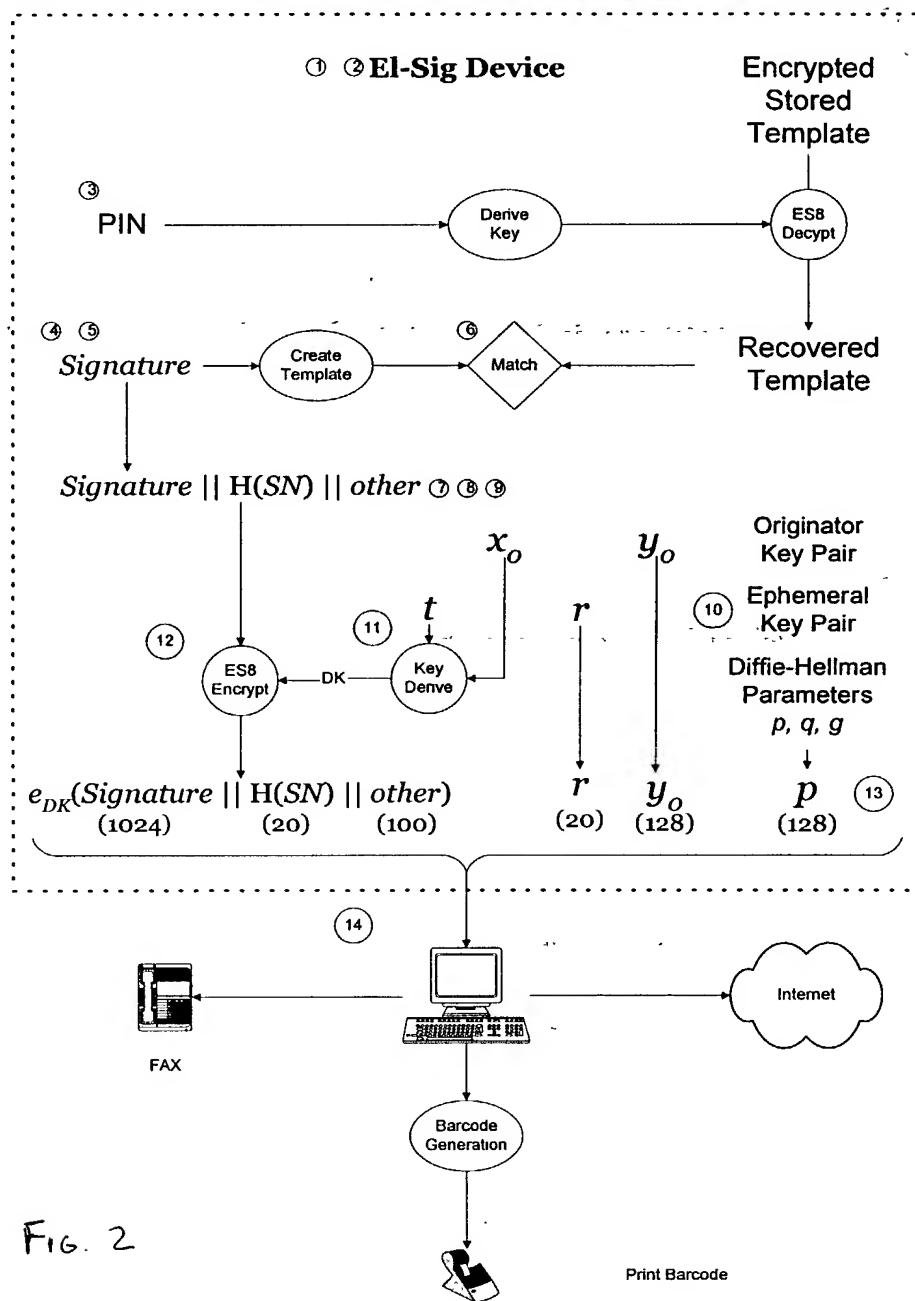 ① ② El-Sig Device
Encrypted
Stored
Template
③
PIN
Derive
Key
ES8
Decypt
④ ⑤
⑥
Signature
Create
Template
Match
Recovered
Template
Signature || H(SN) || other ⑦ ⑧ ⑨
x_o
y_o
Originator
Key Pair
t
r
10
Ephemeral
Key Pair
12
11
ES8
Encrypt
DK
Key
Derive
Diffie-Hellman
Parameters
p, q, g
e_DK(Signature || H(SN) || other)
r
y_o
p
13
(1024)
(20)
(100)
(20)
(128)
(128)
14
FAX
Internet
Barcode
Generation
FIG. 2
Print Barcode